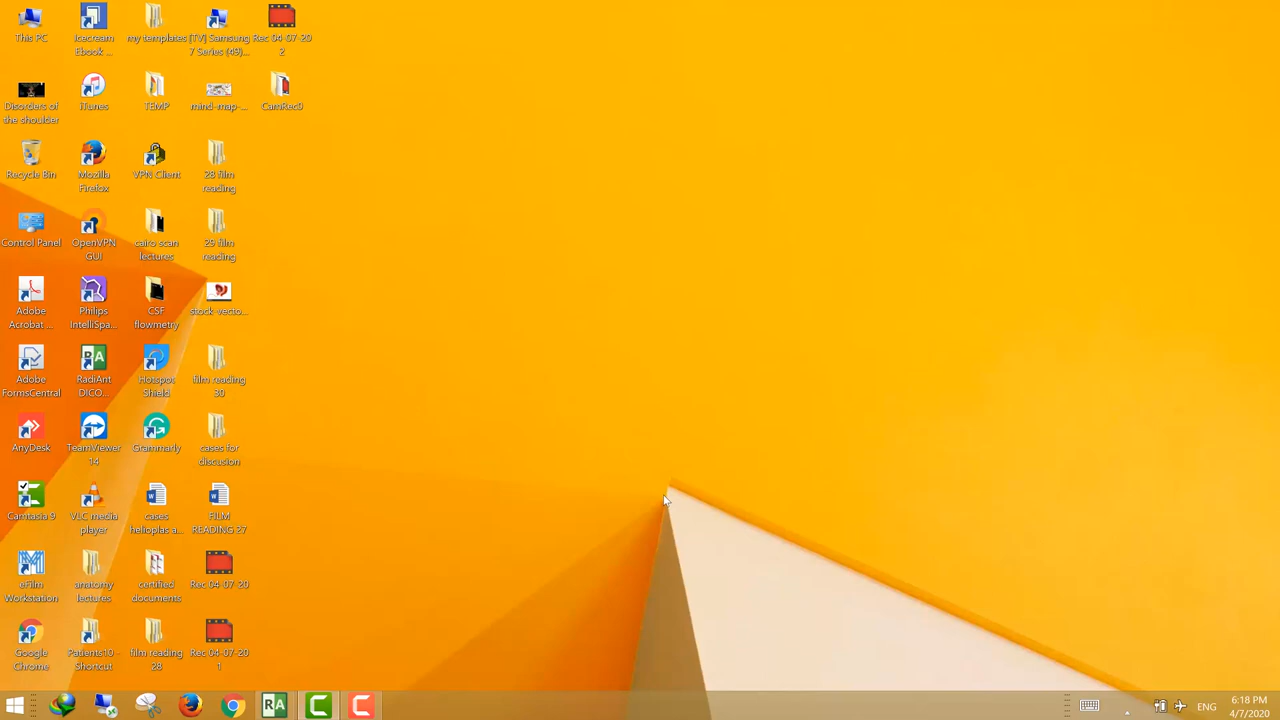 This PC
Icecream
Ebook ...
my templates
[TV] Samsung
7 Series (49)...
Rec 04-07-20
2
Disorders of
the shoulder
iTunes
TEMP
mind-map-...
CamRec0
Recycle Bin
Mozilla
Firefox
VPN Client
28 film
reading
Control Panel
OpenVPN
GUI
cairo scan
lectures
29 film
reading
Adobe
Acrobat ...
Philips
IntelliSpa...
CSF
flowmetry
stock-vecto...
Adobe
FormsCentral
RadiAnt
DICO...
Hotspot
Shield
film reading
30
AnyDesk
TeamViewer
14
Grammarly
cases for
discusion
Camtasia 9
VLC media
player
cases
helioplas a...
FILM
READING 27
eFilm
Workstation
anatomy
lectures
certified
documents
Rec 04-07-20
Google
Chrome
Patients10 -
Shortcut
film reading
28
Rec 04-07-20
1
RA
ENG
6:18 PM
4/7/2020